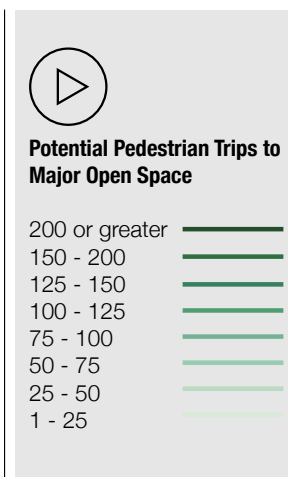 Potential Pedestrian Trips to
Major Open Space
200 or greater
150 - 200
125 - 150
100 - 125
75 - 100
50 - 75
25 - 50
1 - 25